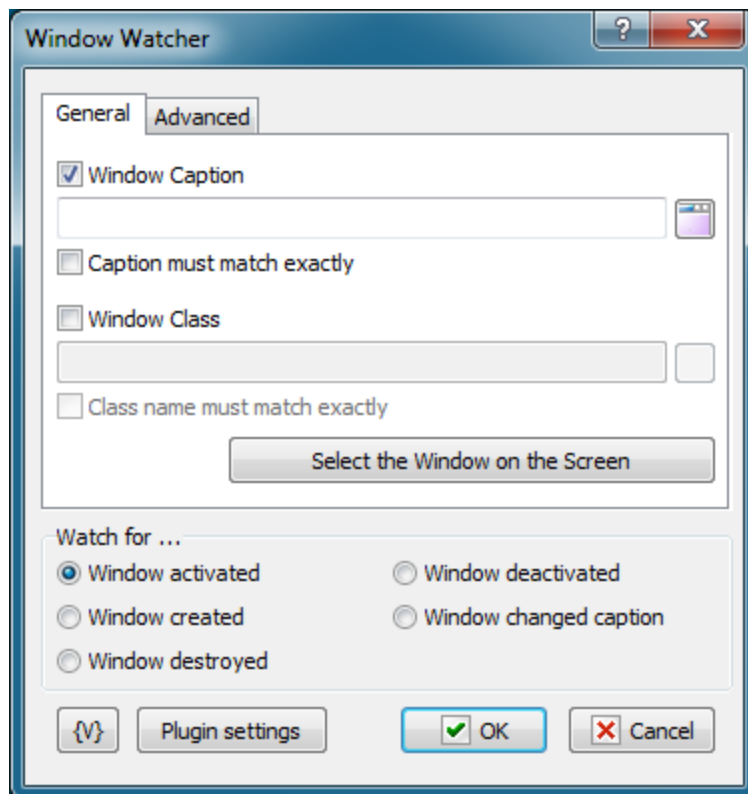 Window Watcher
?
X
General Advanced
Window Caption
Caption must match exactly
Window Class
Class name must match exactly
Select the Window on the Screen
Watch for ...
Window activated Window deactivated
Window created Window changed caption
Window destroyed
{V} Plugin settings OK Cancel